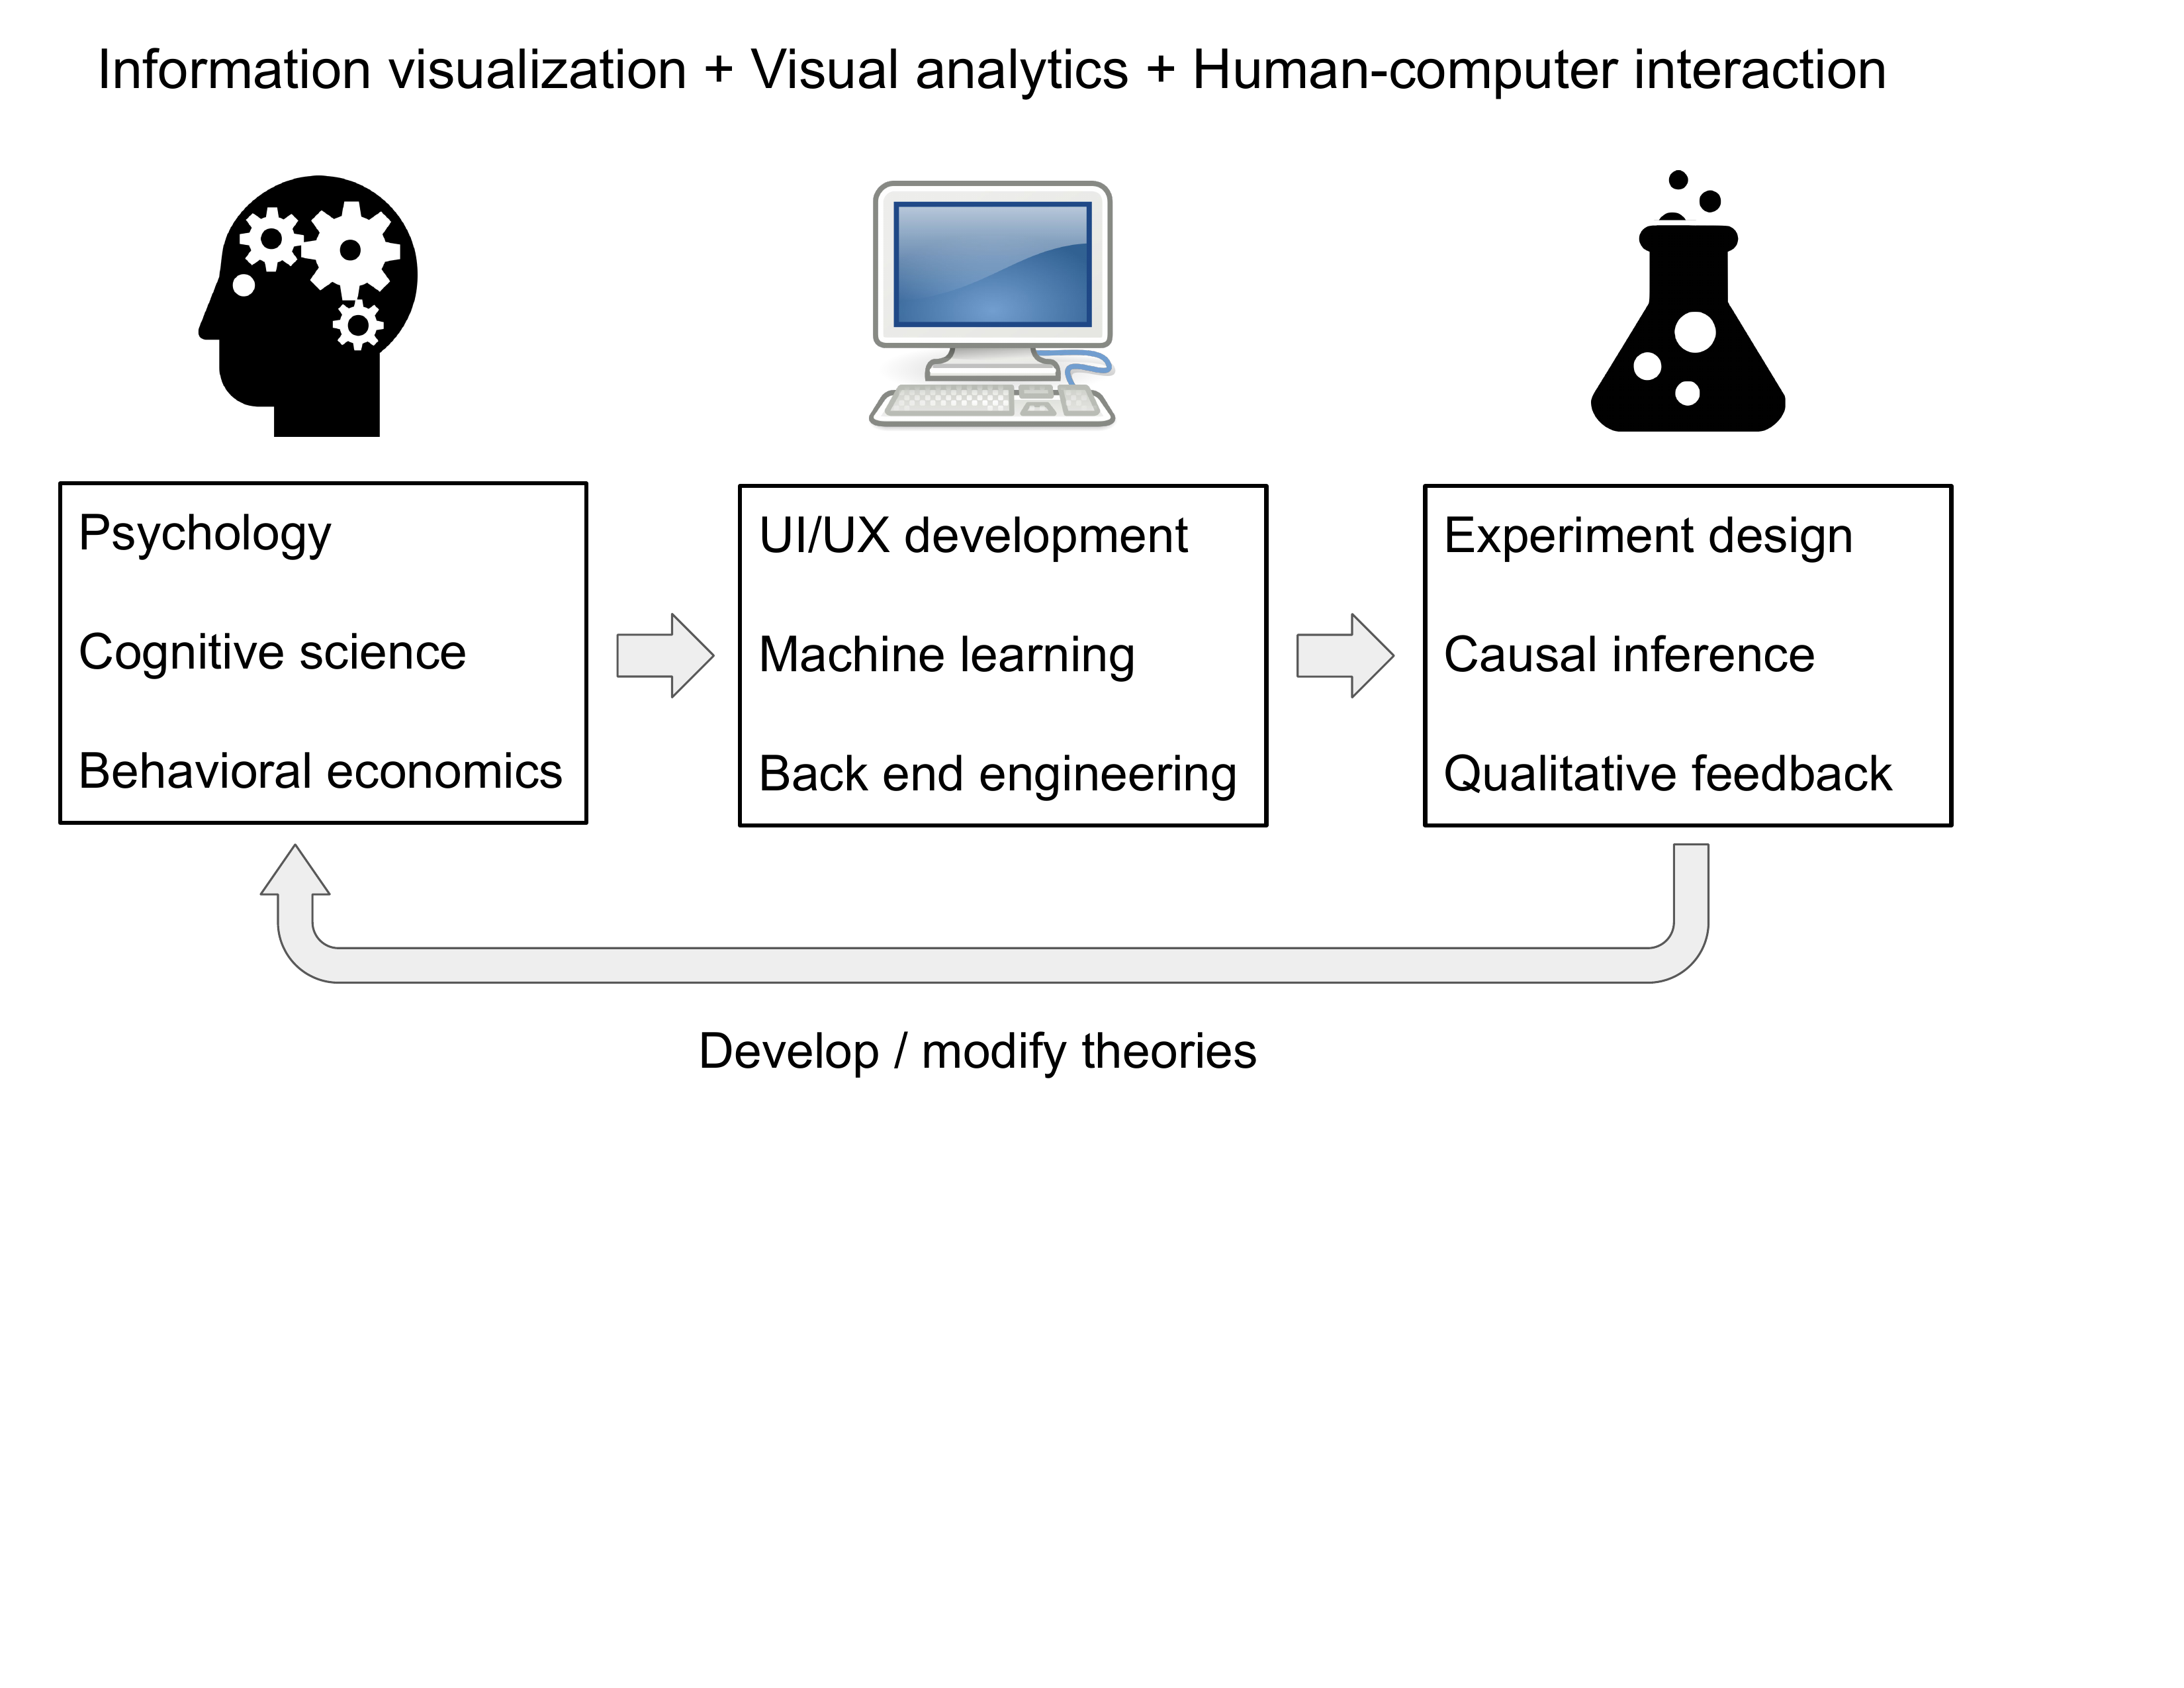 Information visualization + Visual analytics + Human-computer interaction
Psychology
Cognitive science
Behavioral economics
UI/UX development
Machine learning
Back end engineering
Experiment design
Causal inference
Qualitative feedback
Develop / modify theories